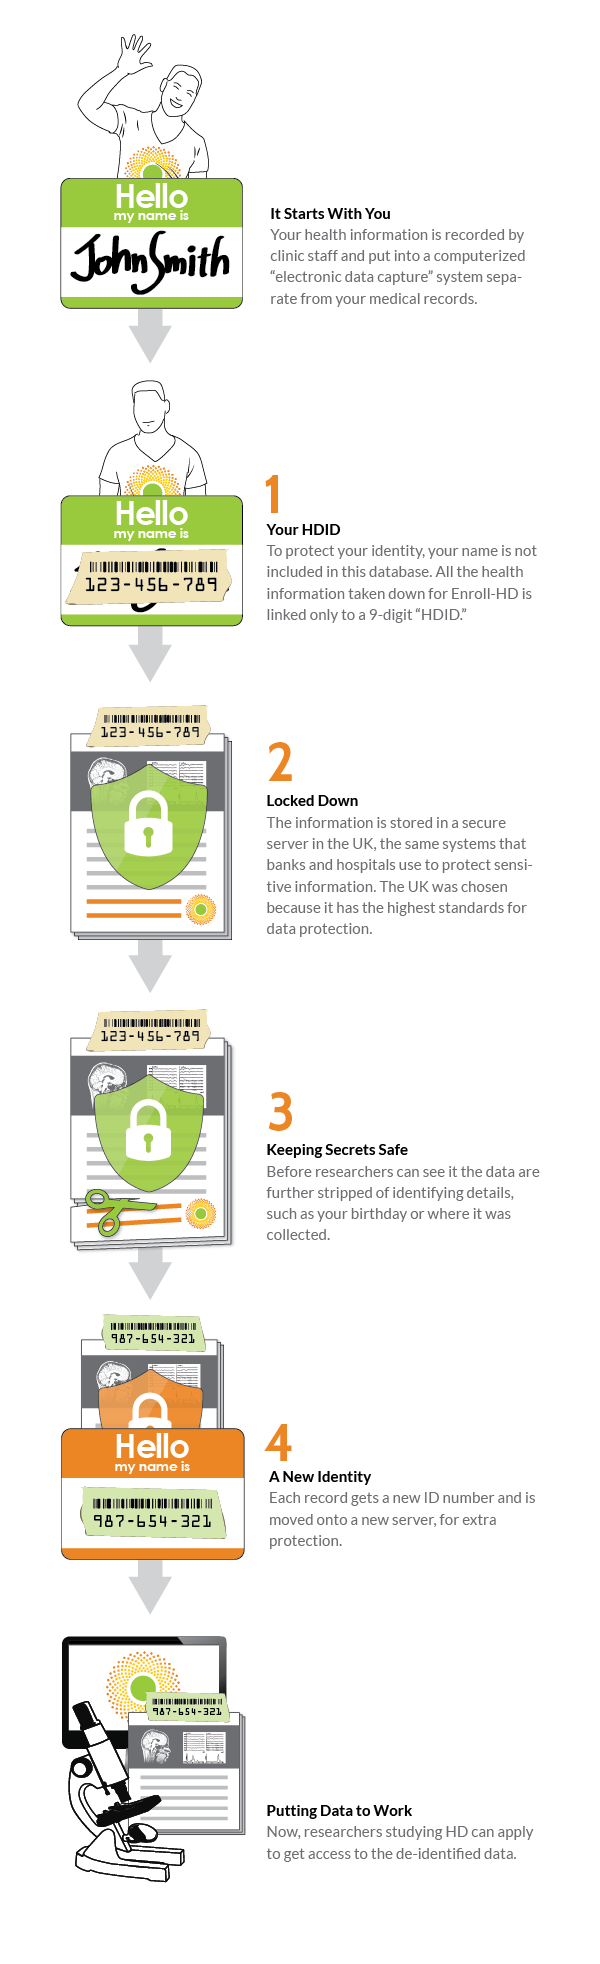 Hello
my name is
John Smith
It Starts With You
Your health information is recorded by
clinic staff and put into a computerized
“electronic data capture” system sepa-
rate from your medical records.
Hello
my name is
123-456-789
1
Your HDID
To protect your identity, your name is not
included in this database. All the health
information taken down for Enroll-HD is
linked only to a 9-digit “HDID.”
123-456-789
2
Locked Down
The information is stored in a secure
server in the UK, the same systems that
banks and hospitals use to protect sensi-
tive information. The UK was chosen
because it has the highest standards for
data protection.
123-456-789
3
Keeping Secrets Safe
Before researchers can see it the data are
further stripped of identifying details,
such as your birthday or where it was
collected.
987-654-321
Hello
my name is
987-654-321
4
A New Identity
Each record gets a new ID number and is
moved onto a new server, for extra
protection.
987-654-321
Putting Data to Work
Now, researchers studying HD can apply
to get access to the de-identified data.